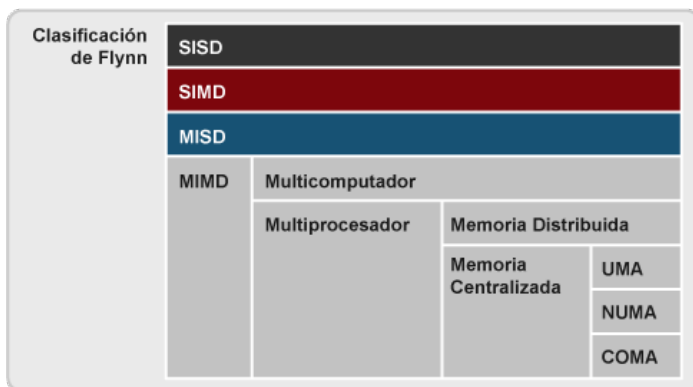 Clasificación
de Flynn
SISD
SIMD
MISD
MIMD
Multicomputador
Multiprocesador
Memoria Distribuida
Memoria
Centralizada
UMA
NUMA
COMA